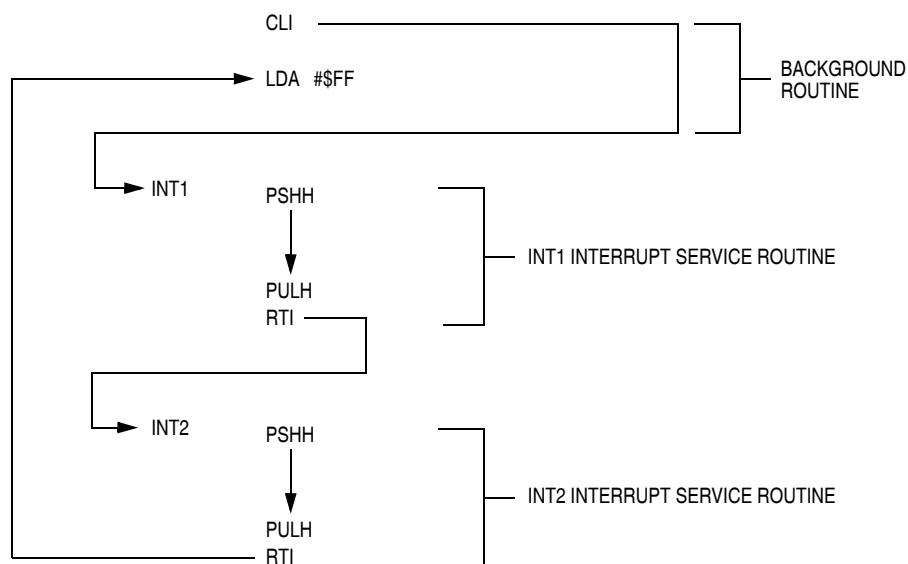 CLI
LDA #$FF
BACKGROUND
ROUTINE
INT1
PSHH
INT1 INTERRUPT SERVICE ROUTINE
PULH
RTI
INT2
PSHH
INT2 INTERRUPT SERVICE ROUTINE
PULH
RTI